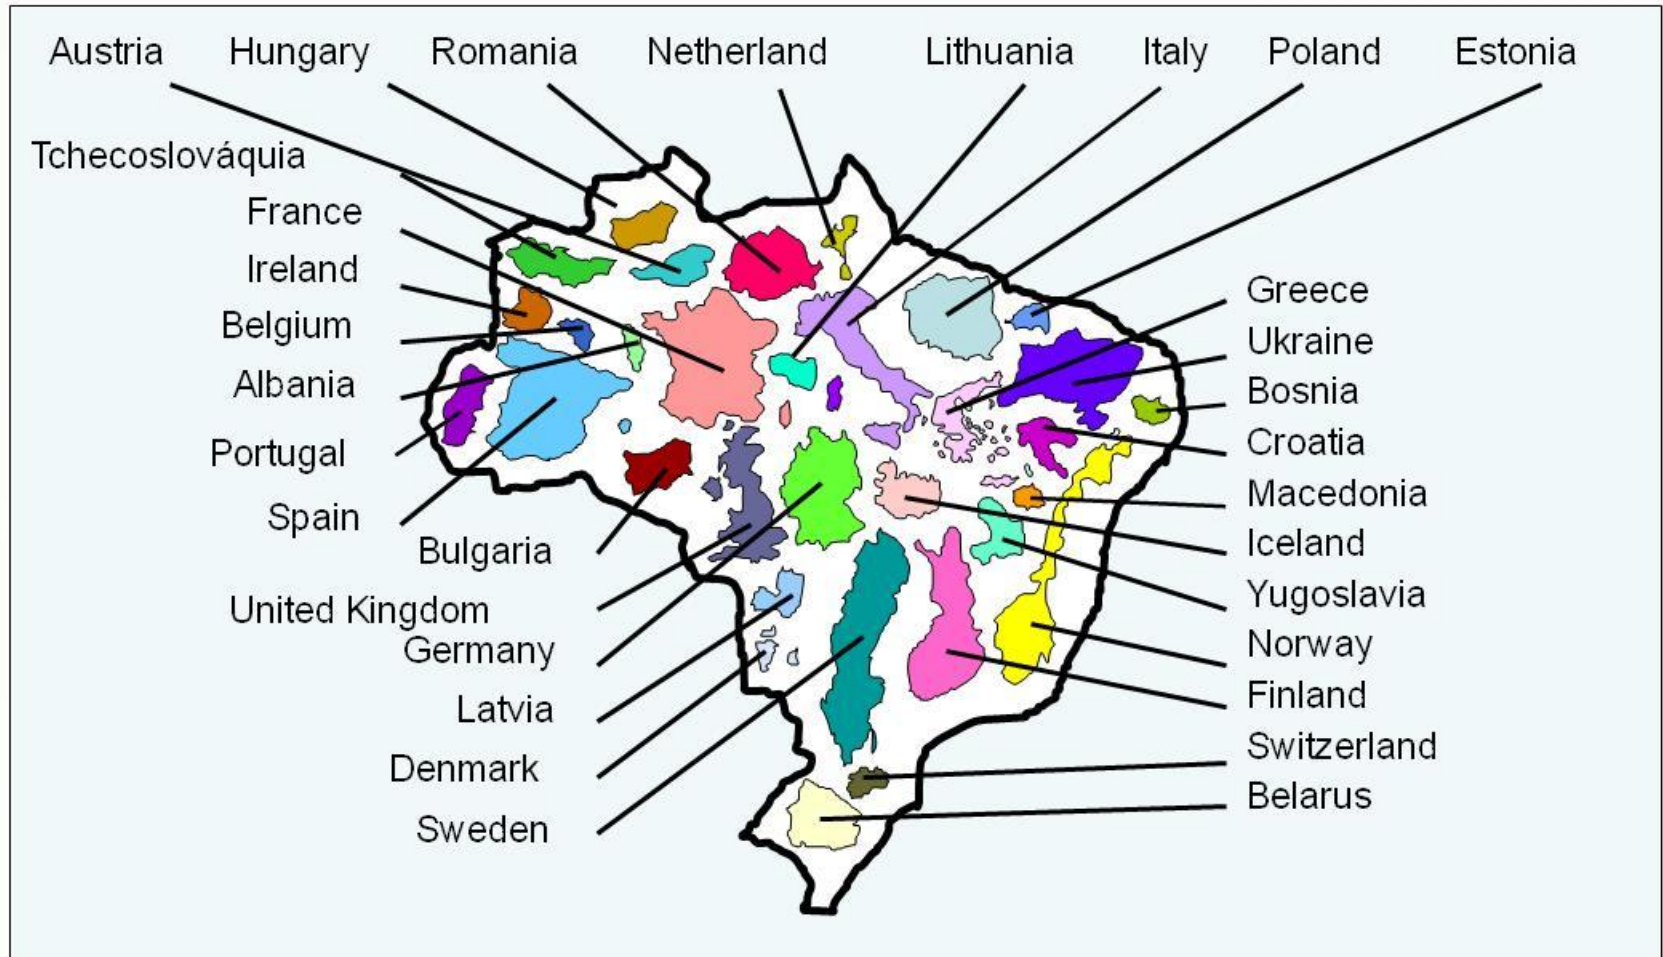 Austria Hungary Romania Netherland Lithuania Italy Poland Estonia
Tchecoslováquia
France
Ireland
Belgium
Albania
Portugal
Spain
Bulgaria
United Kingdom
Germany
Latvia
Denmark
Sweden
Greece
Ukraine
Bosnia
Croatia
Macedonia
Iceland
Yugoslavia
Norway
Finland
Switzerland
Belarus